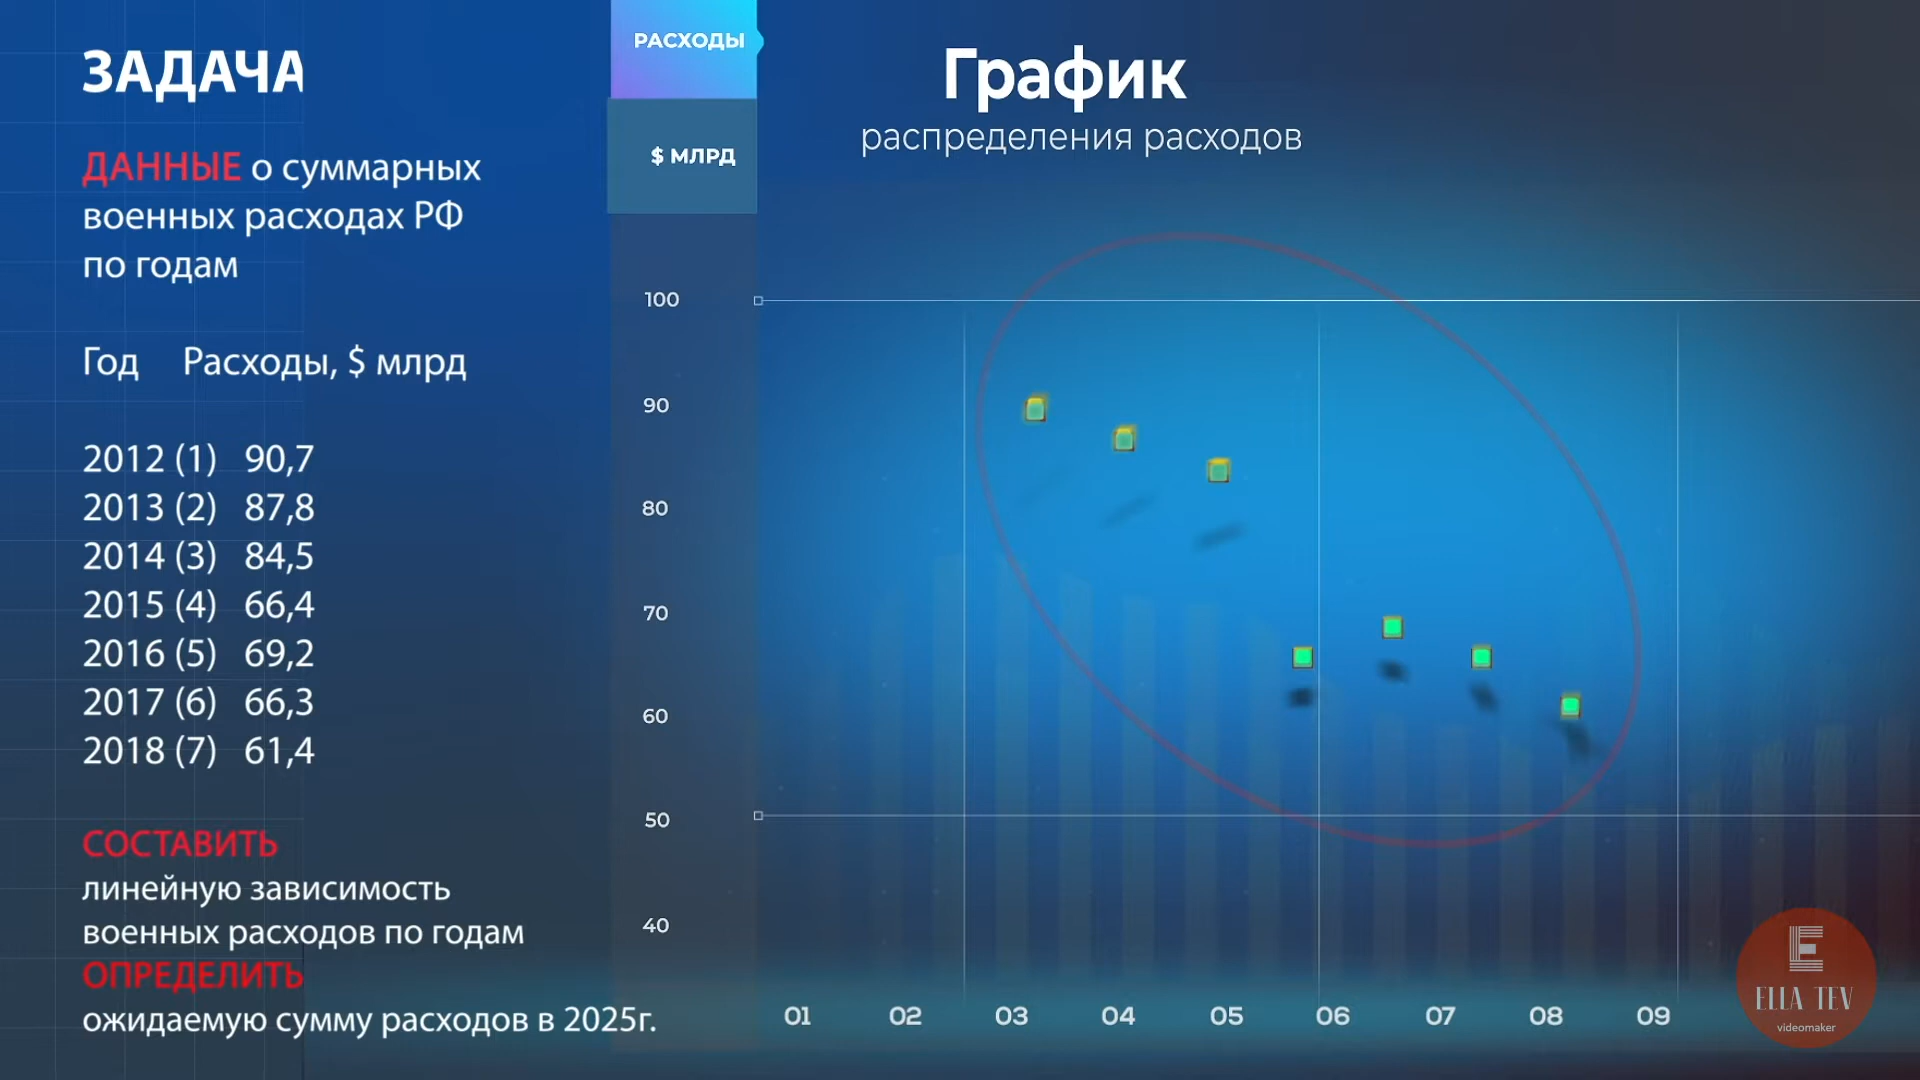 ЗАДАЧА
ДАННЫЕ о суммарных
военных расходах РФ
по годам
Год Расходы, $ млрд
2012 (1) 90,7
2013 (2) 87,8
2014 (3) 84,5
2015 (4) 66,4
2016 (5) 69,2
2017 (6) 66,3
2018 (7) 61,4
СОСТАВИТЬ
линейную зависимость
военных расходов по годам
ОПРЕДЕЛИТЬ
ожидаемую сумму расходов в 2025г.
РАСХОДЫ
$ МЛРД
График
распределения расходов
100
90
80
70
60
50
40
01 02 03 04 05 06 07 08 09
E
ELLA TEV
videomaker